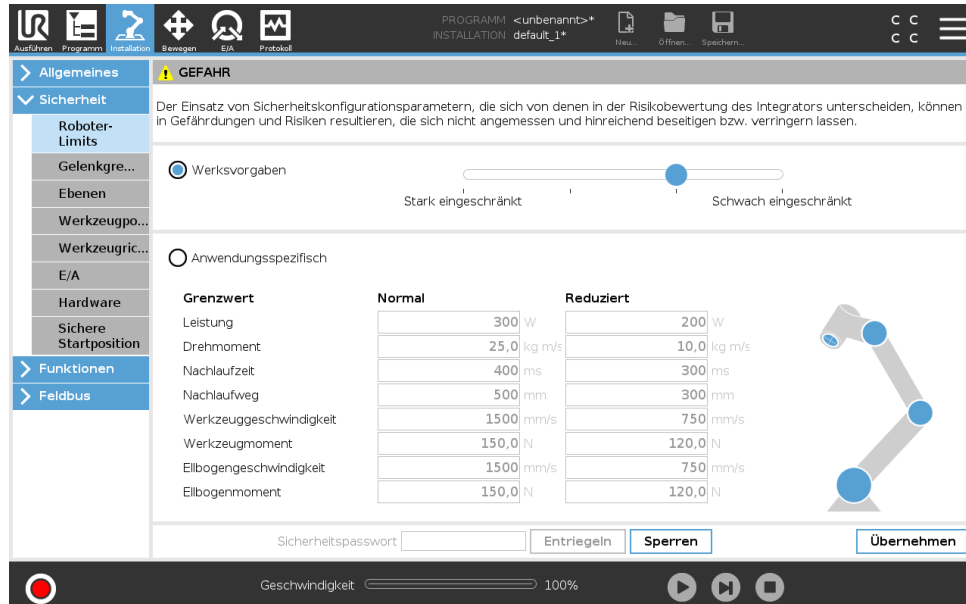 UR
PROGRAMM <unbenannt>*
INSTALLATION default_1*
Ausführen Programm Installation Bewegen E/A Protokoll
Neu... Öffnen... Speichern...
C C
C C
Allgemeines
Sicherheit
Roboter-
Limits
Gelenkgre...
Ebenen
Werkzeugpo...
Werkzeugric...
E/A
Hardware
Sichere
Startposition
Funktionen
Feldbus
GEFAHR
Der Einsatz von Sicherheitskonfigurationsparametern, die sich von denen in der Risikobewertung des Integrators unterscheiden, können
in Gefährdungen und Risiken resultieren, die sich nicht angemessen und hinreichend beseitigen bzw. verringern lassen.
Werksvorgaben
Stark eingeschränkt Schwach eingeschränkt
Anwendungsspezifisch
Grenzwert Normal Reduziert
Leistung 300 W 200 W
Drehmoment 25,0 kg m/s 10,0 kg m/s
Nachlaufzeit 400 ms 300 ms
Nachlaufweg 500 mm 300 mm
Werkzeuggeschwindigkeit 1500 mm/s 750 mm/s
Werkzeugmoment 150,0 N 120,0 N
Ellbogengeschwindigkeit 1500 mm/s 750 mm/s
Ellbogenmoment 150,0 N 120,0 N
Sicherheitspasswort Entriegeln Sperren Übernehmen
Geschwindigkeit 100%